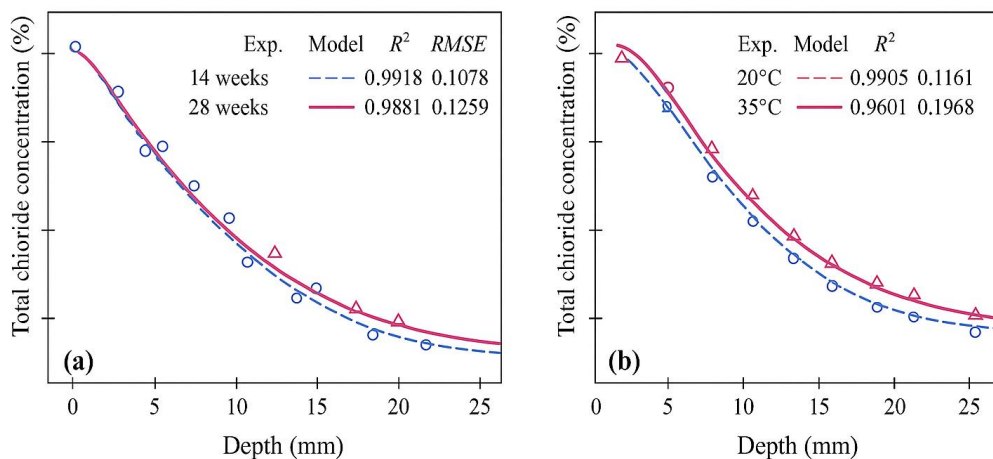 Total chioride concentration (%)
Exp. Model R² RMSE
14 weeks 0.9918 0.1078
28 weeks 0.9881 0.1259
(a)
0 5 10 15 20 25
Depth (mm)
Total chioride concentration (%)
Exp. Model R²
20°C 0.9905 0.1161
35°C 0.9601 0.1968
(b)
0 5 10 15 20 25
Depth (mm)